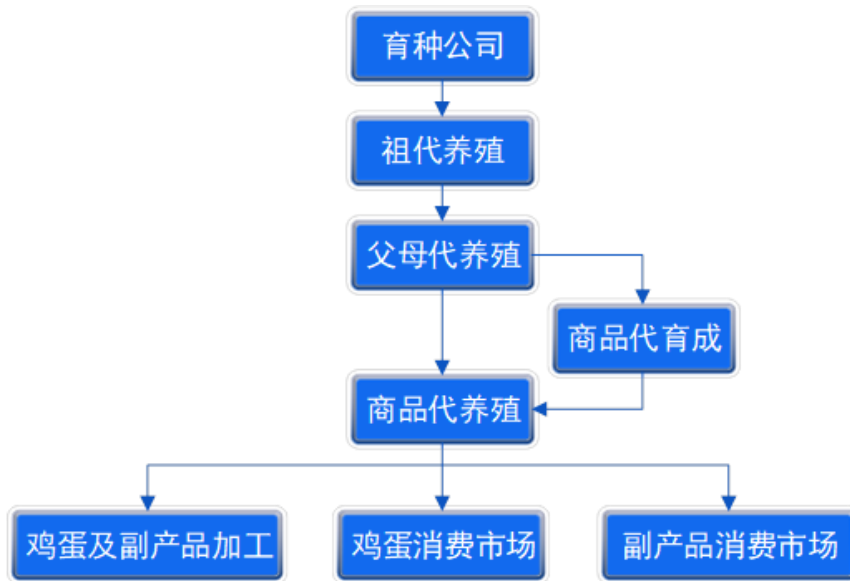 育种公司
祖代养殖
父母代养殖
商品代育成
商品代养殖
鸡蛋及副产品加工
鸡蛋消费市场
副产品消费市场